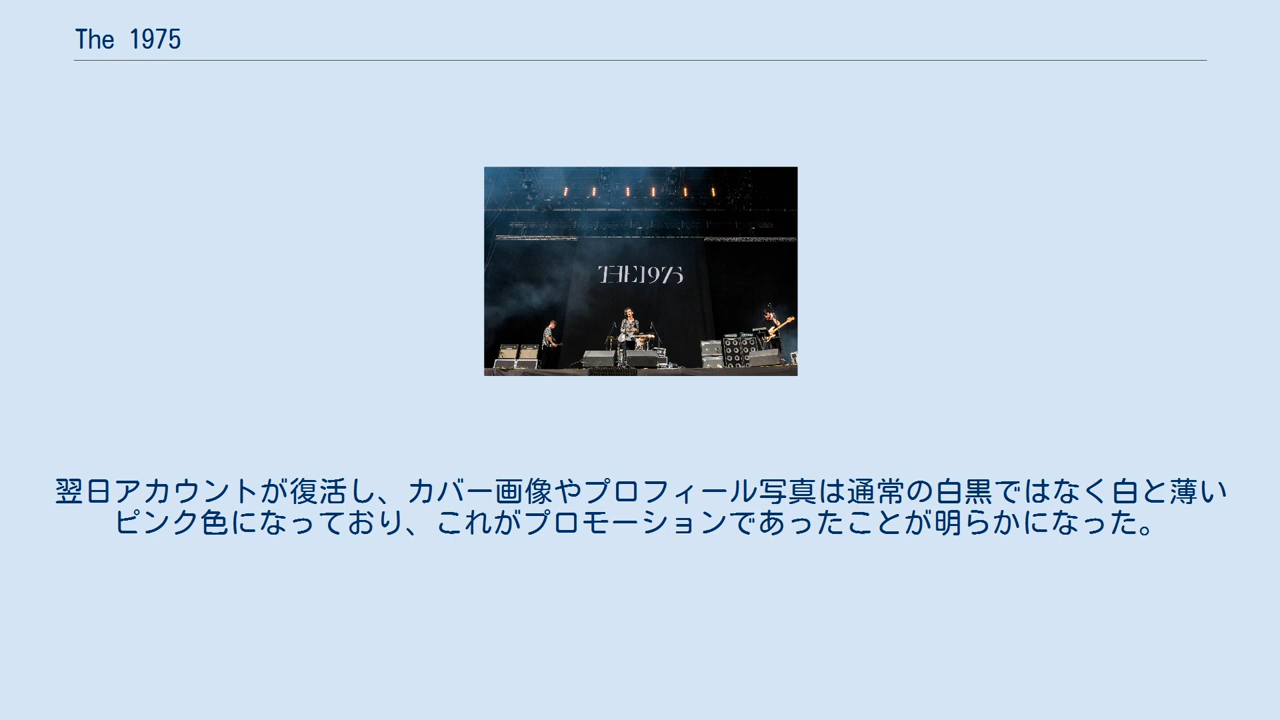 The 1975
THE1975
翌日アカウントが復活し、カバー画像やプロフィール写真は通常の白黒ではなく白と薄い
ピンク色になっており、これがプロモーションであったことが明らかになった。